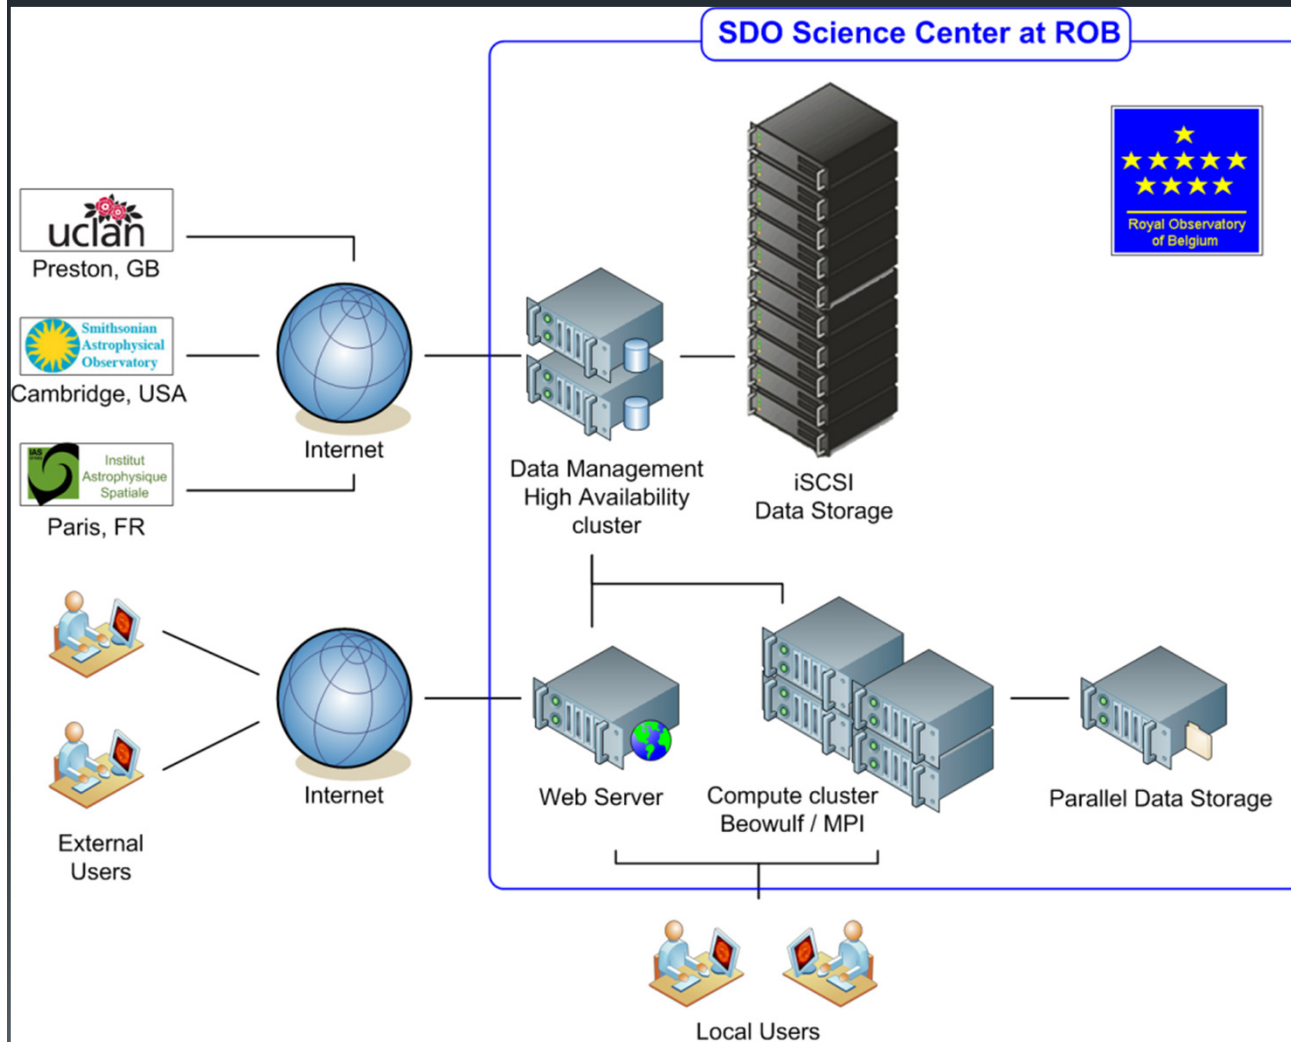 SDO Science Center at ROB
Royal Observatory
of Belgium
uclan
Preston, GB
Smithsonian
Astrophysical
Observatory
Cambridge, USA
IAS
Institut
Astrophysique
Spatiale
Paris, FR
Internet
Data Management
High Availability
cluster
iSCSI
Data Storage
External
Users
Internet
Web Server
Compute cluster
Beowulf / MPI
Parallel Data Storage
Local Users